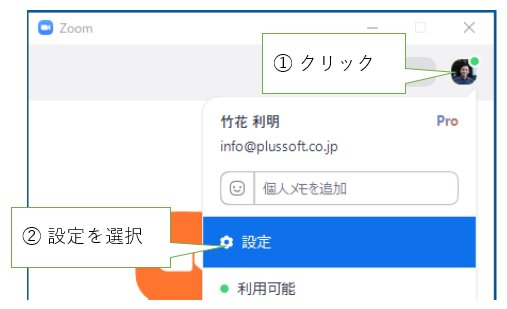 Zoom
① クリック
竹花 利明 Pro
info@plussoft.co.jp
個人メモを追加
② 設定を選択
設定
利用可能